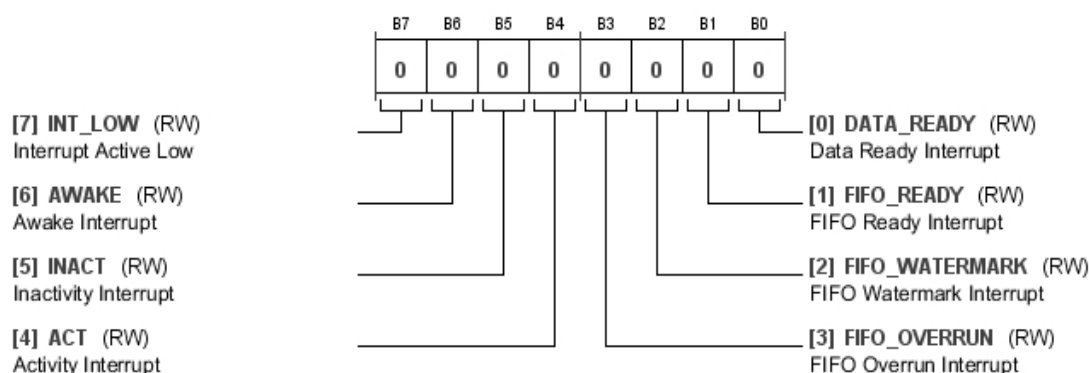 B7 B6 B5 B4 B3 B2 B1 B0
0 0 0 0 0 0 0 0
[7] INT_LOW (RW)
Interrupt Active Low
[6] AWAKE (RW)
Awake Interrupt
[5] INACT (RW)
Inactivity Interrupt
[4] ACT (RW)
Activity Interrupt
[0] DATA_READY (RW)
Data Ready Interrupt
[1] FIFO_READY (RW)
FIFO Ready Interrupt
[2] FIFO_WATERMARK (RW)
FIFO Watermark Interrupt
[3] FIFO_OVERRUN (RW)
FIFO Overrun Interrupt